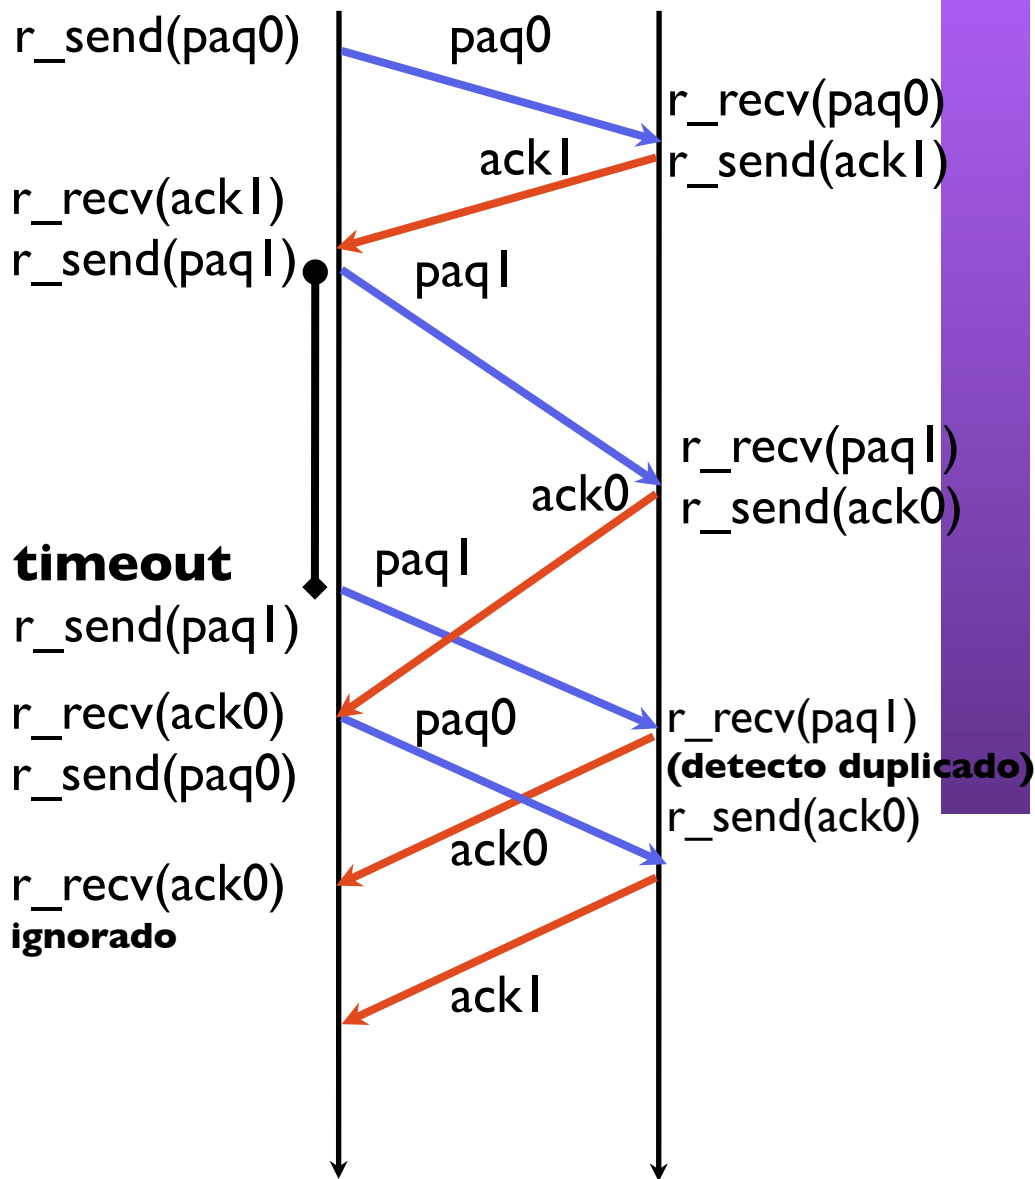 r_send(paq0)
paq0
r_recv(paq0)
ack1
r_send(ack1)
r_recv(ack1)
r_send(paq1)
paq1
r_recv(paq1)
ack0
r_send(ack0)
timeout
paq1
r_send(paq1)
r_recv(ack0)
paq0
r_recv(paq1)
(detecto duplicado)
r_send(paq0)
r_send(ack0)
ack0
r_recv(ack0)
ignorado
ack1